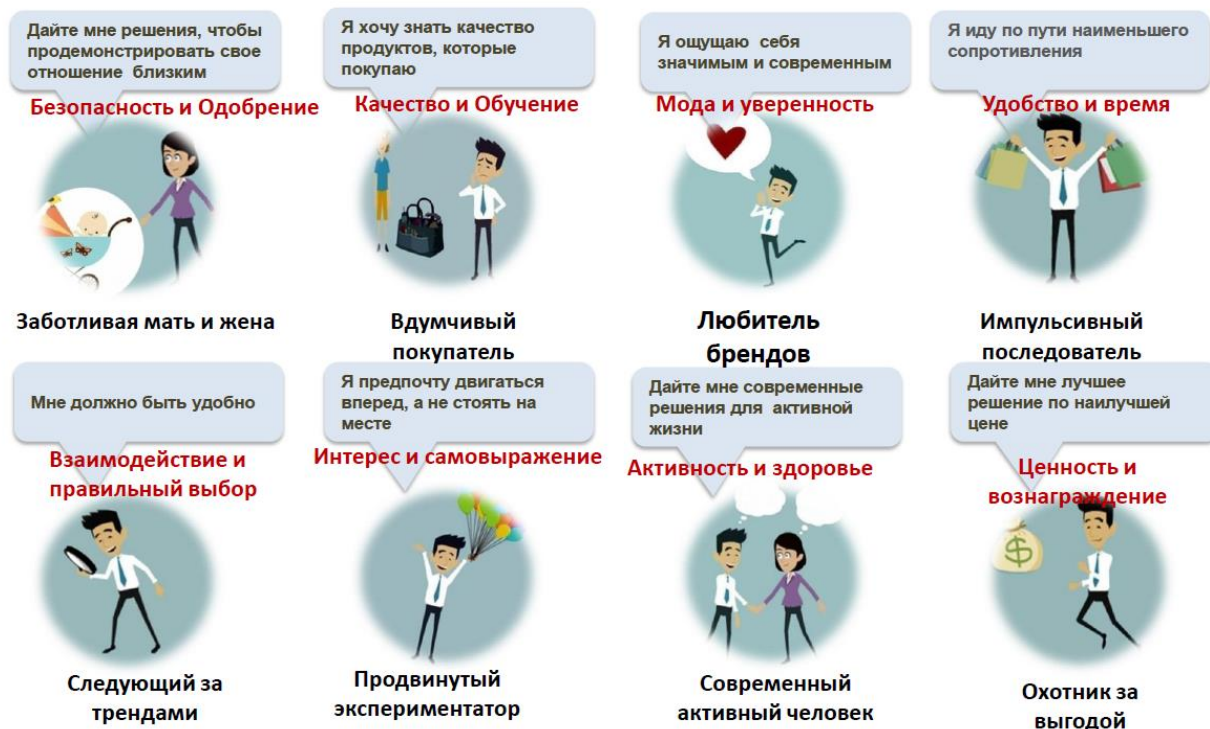 Дайте мне решения, чтобы
продемонстрировать свое
отношение близким
Безопасность и Одобрение
Заботливая мать и жена
Я хочу знать качество
продуктов, которые
покупаю
Качество и Обучение
Вдумчивый
покупатель
Я ощущаю себя
значимым и современным
Мода и уверенность
Любитель
брендов
Я иду по пути наименьшего
сопротивления
Удобство и время
Импульсивный
последователь
Мне должно быть удобно
Взаимодействие и
правильный выбор
Следующий за
трендами
Я предпочту двигаться
вперед, а не стоять на
месте
Интерес и самовыражение
Продвинутый
экспериментатор
Дайте мне современные
решения для активной
жизни
Активность и здоровье
Современный
активный человек
Дайте мне лучшее
решение по наилучшей
цене
Ценность и
вознаграждение
$
Охотник за
выгодой